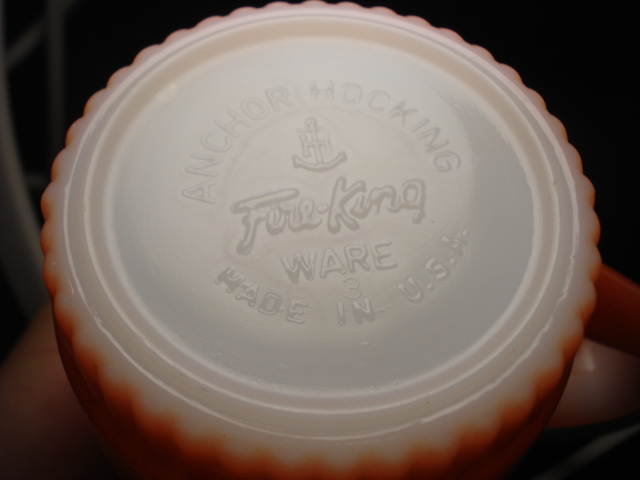 ANCHOR HOCKING
Fire-King
WARE
3
MADE IN U.S.A.